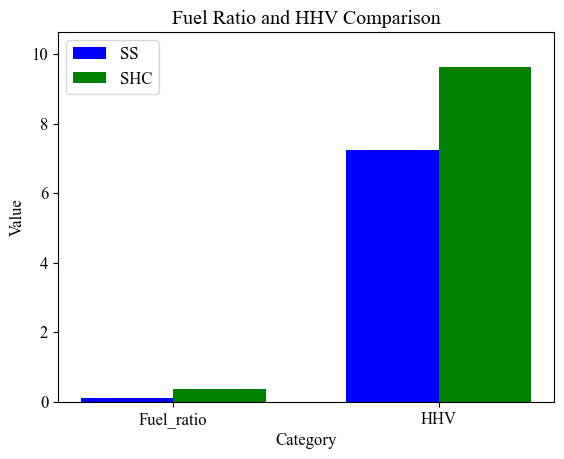 Fuel Ratio and HHV Comparison
SS
SHC
10
8
6
4
2
0
Value
Fuel_ratio
HHV
Category